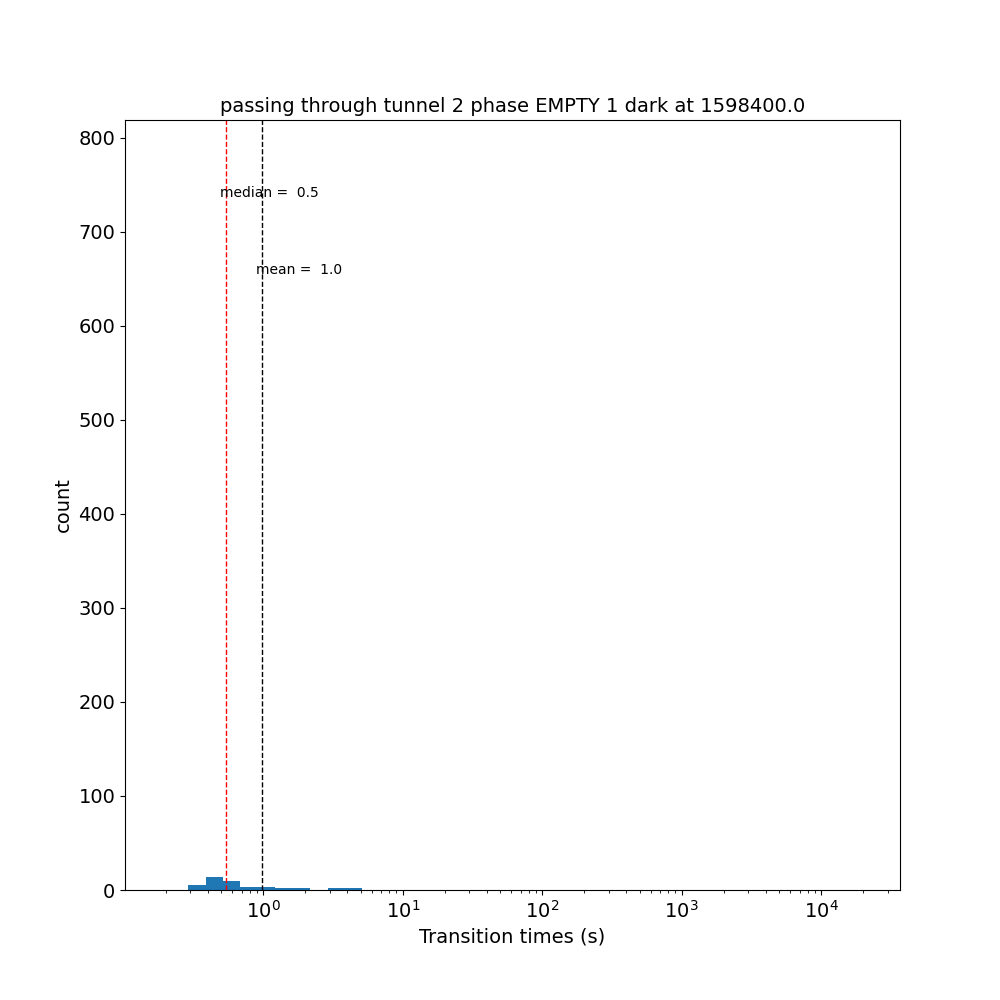 passing through tunnel 2 phase EMPTY 1 dark at 1598400.0
800
median =  0.5
700
mean =  1.0
600
500
count
400
300
200
100
0
10⁰ 10¹ 10² 10³ 10⁴
Transition times (s)